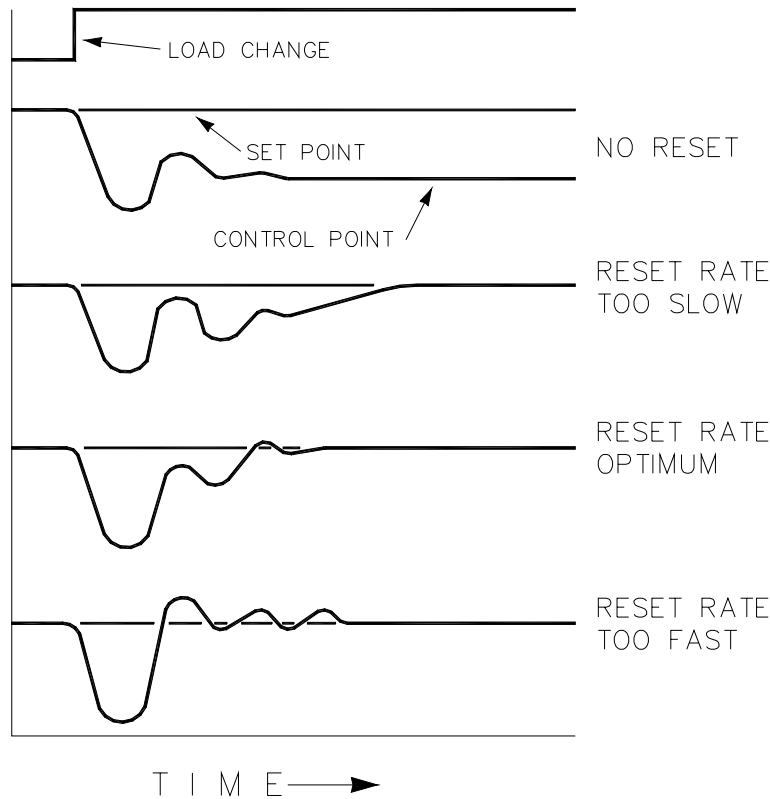 LOAD CHANGE
SET POINT
NO RESET
CONTROL POINT
RESET RATE
TOO SLOW
RESET RATE
OPTIMUM
RESET RATE
TOO FAST
TIME